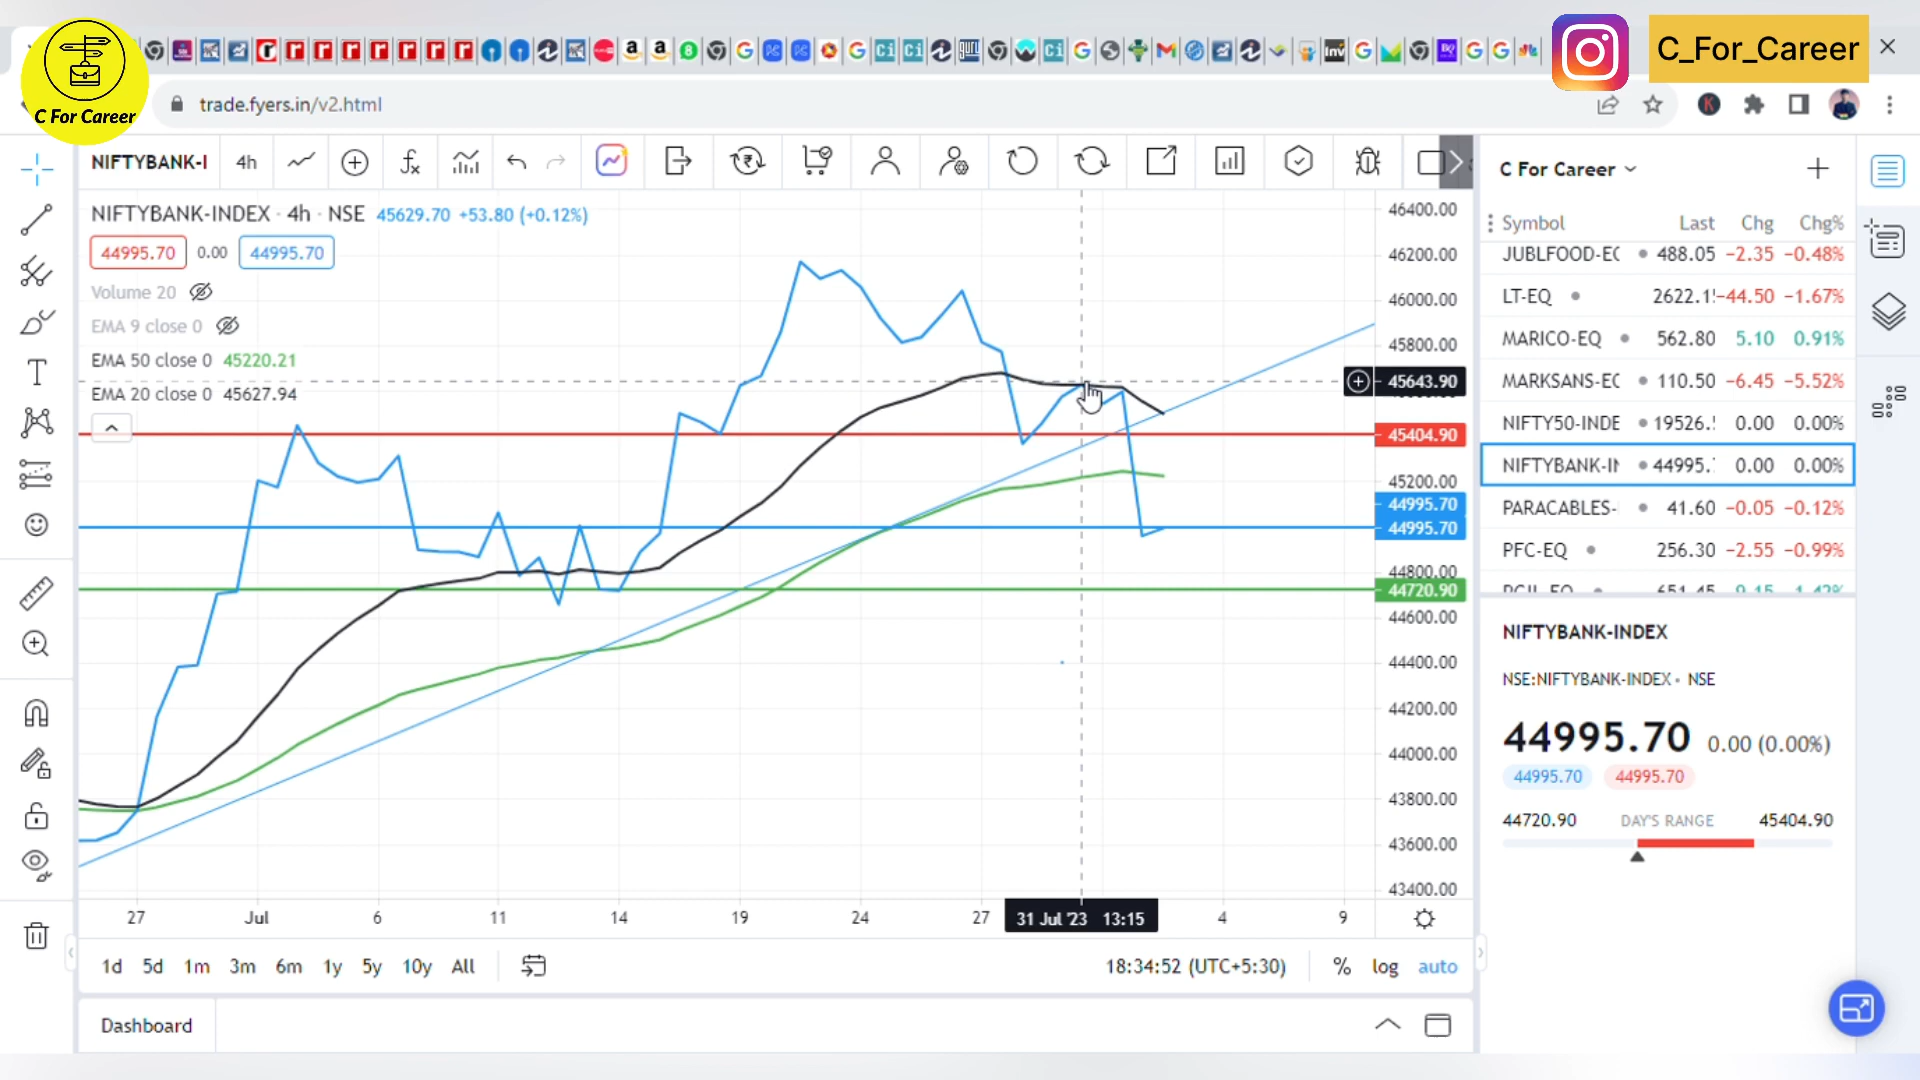 C_For_Career
C For Career
trade.fyers.in/v2.html
NIFTYBANK-I
4h
NIFTYBANK-INDEX · 4h · NSE 45629.70 +53.80 (+0.12%)
44995.70 0.00 44995.70
Volume 20
EMA 9 close 0
EMA 50 close 0 45220.21
EMA 20 close 0 45627.94
46400.00
46200.00
46000.00
45800.00
45643.90
45404.90
45200.00
44995.70
44995.70
44800.00
44720.90
44600.00
44400.00
44200.00
44000.00
43800.00
43600.00
43400.00
27 Jul 6 11 14 19 24 27 31 Jul '23 13:15 4 9
1d 5d 1m 3m 6m 1y 5y 10y All
18:34:52 (UTC+5:30) % log auto
Dashboard
C For Career
Symbol Last Chg Chg%
JUBLFOOD-EC 488.05 −2.35 −0.48%
LT-EQ 2622.1 −44.50 −1.67%
MARICO-EQ 562.80 5.10 0.91%
MARKSANS-EC 110.50 −6.45 −5.52%
NIFTY50-INDE 19526. 0.00 0.00%
NIFTYBANK-IN 44995. 0.00 0.00%
PARACABLES- 41.60 −0.05 −0.12%
PFC-EQ 256.30 −2.55 −0.99%
NIFTYBANK-INDEX
NSE:NIFTYBANK-INDEX • NSE
44995.70 0.00 (0.00%)
44995.70 44995.70
44720.90 DAY'S RANGE 45404.90